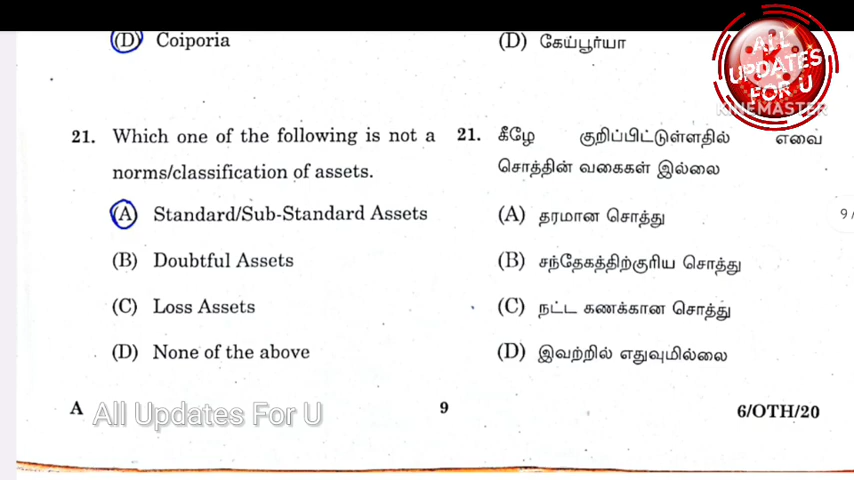 (D) Coiporia
(D) கேய்பூர்யா
ALL
UPDATES
FOR U
KINEMASTER
21. Which one of the following is not a
norms/classification of assets.
(A) Standard/Sub-Standard Assets
(B) Doubtful Assets
(C) Loss Assets
(D) None of the above
21. கீழே குறிப்பிட்டுள்ளதில் எவை
சொத்தின் வகைகள் இல்லை
(A) தரமான சொத்து
(B) சந்தேகத்திற்குரிய சொத்து
(C) நட்ட கணக்கான சொத்து
(D) இவற்றில் எதுவுமில்லை
9/
A
All Updates For U
9
6/OTH/20